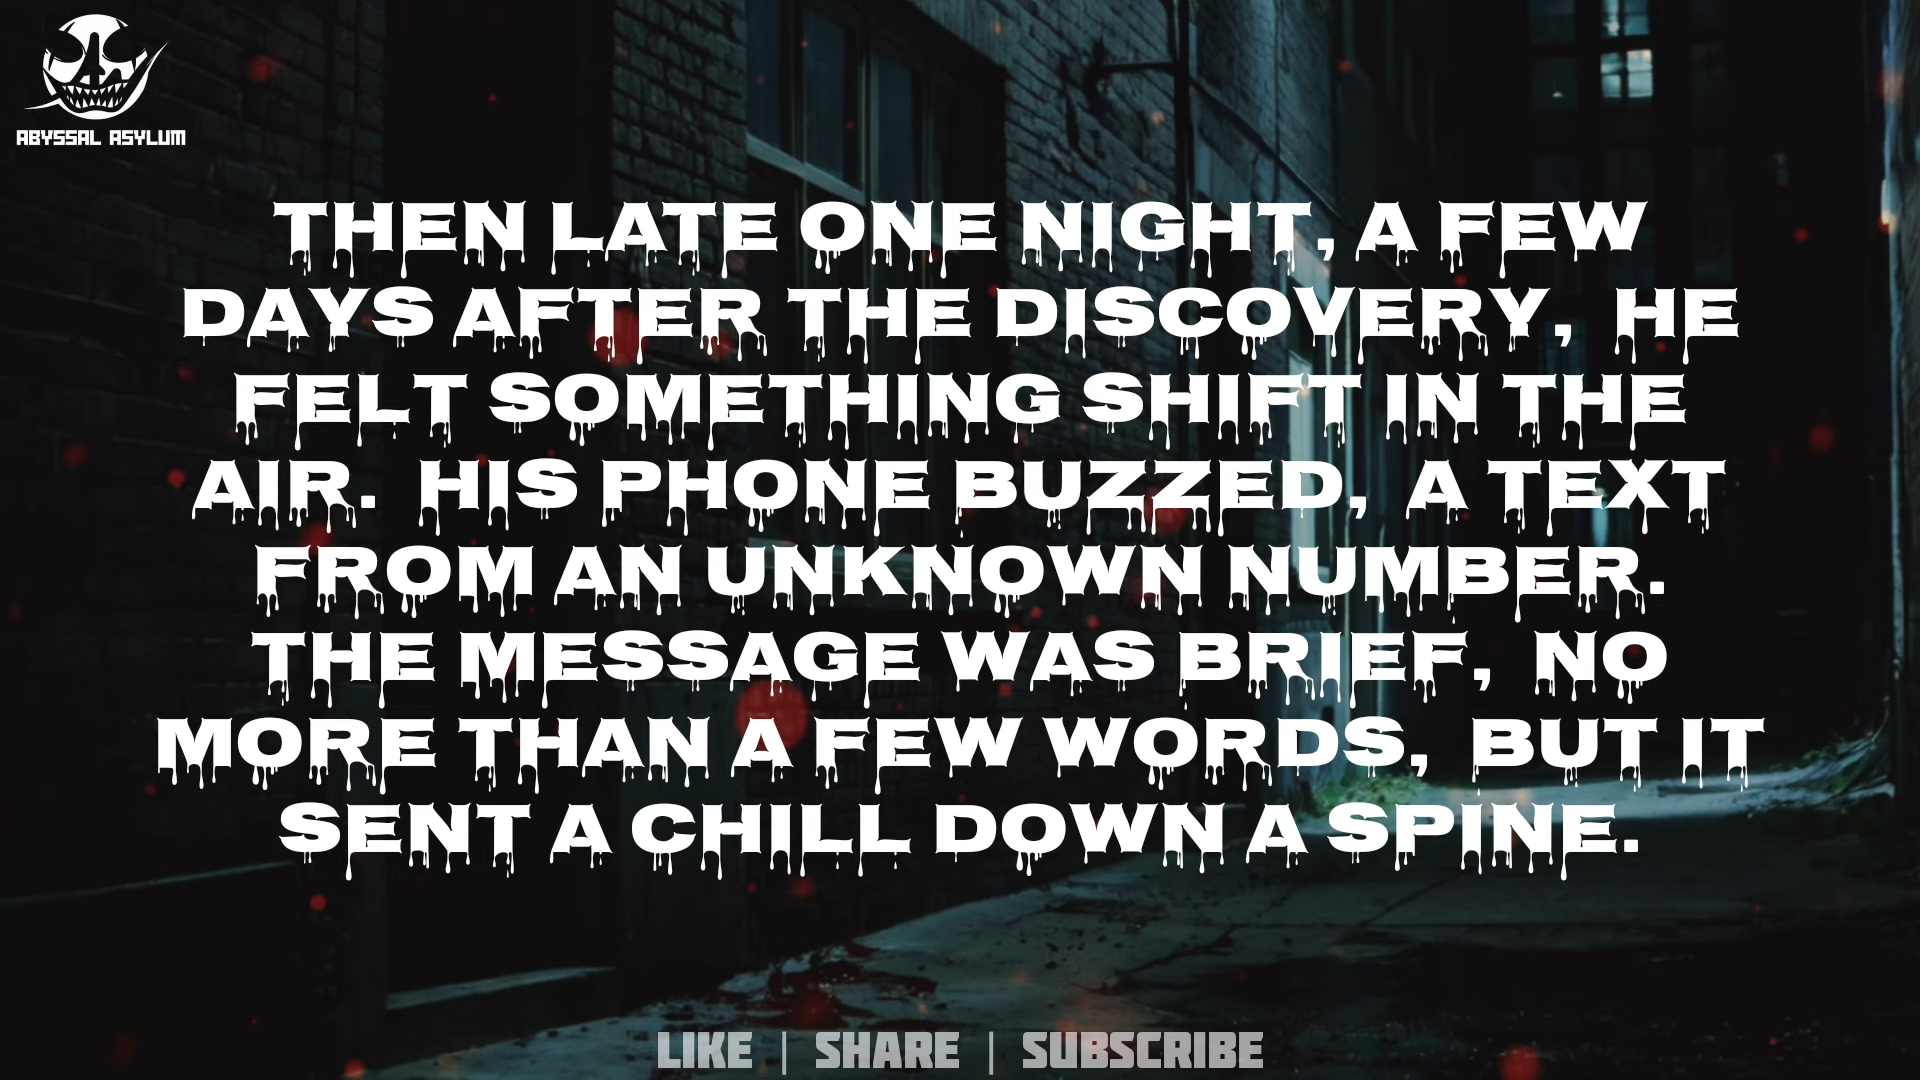 ABYSSAL ASYLUM
THEN LATE ONE NIGHT, A FEW
DAYS AFTER THE DISCOVERY, HE
FELT SOMETHING SHIFT IN THE
AIR. HIS PHONE BUZZED, A TEXT
FROM AN UNKNOWN NUMBER.
THE MESSAGE WAS BRIEF, NO
MORE THAN A FEW WORDS, BUT IT
SENT A CHILL DOWN A SPINE.
LIKE | SHARE | SUBSCRIBE